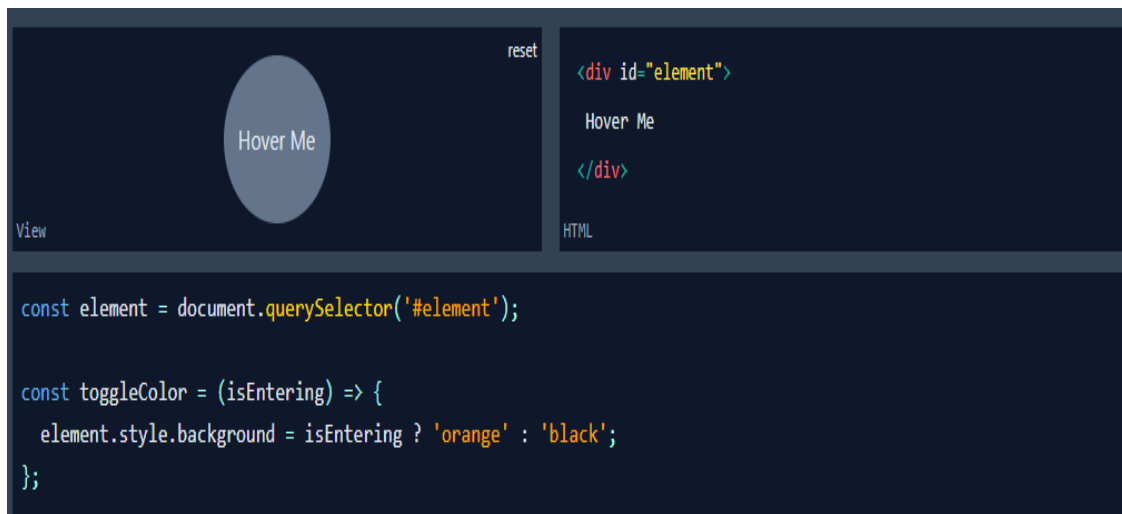 reset
Hover Me
View
<div id="element">
Hover Me
</div>
HTML
const element = document.querySelector('#element');
const toggleColor = (isEntering) => {
  element.style.background = isEntering ? 'orange' : 'black';
};